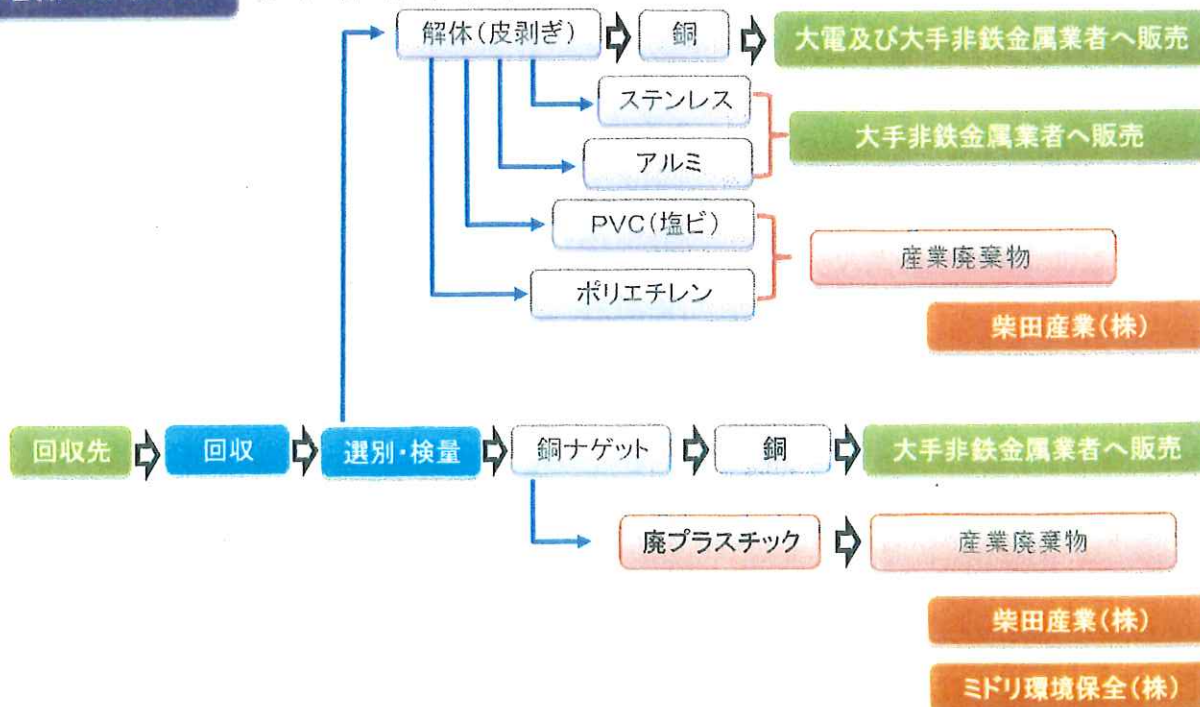 解体(皮剥ぎ)
銅
大電及び大手非鉄金属業者へ販売
ステンレス
大手非鉄金属業者へ販売
アルミ
PVC(塩ビ)
産業廃棄物
ポリエチレン
柴田産業(株)
回収先
回収
選別・検量
銅ナゲット
銅
大手非鉄金属業者へ販売
廃プラスチック
産業廃棄物
柴田産業(株)
ミドリ環境保全(株)